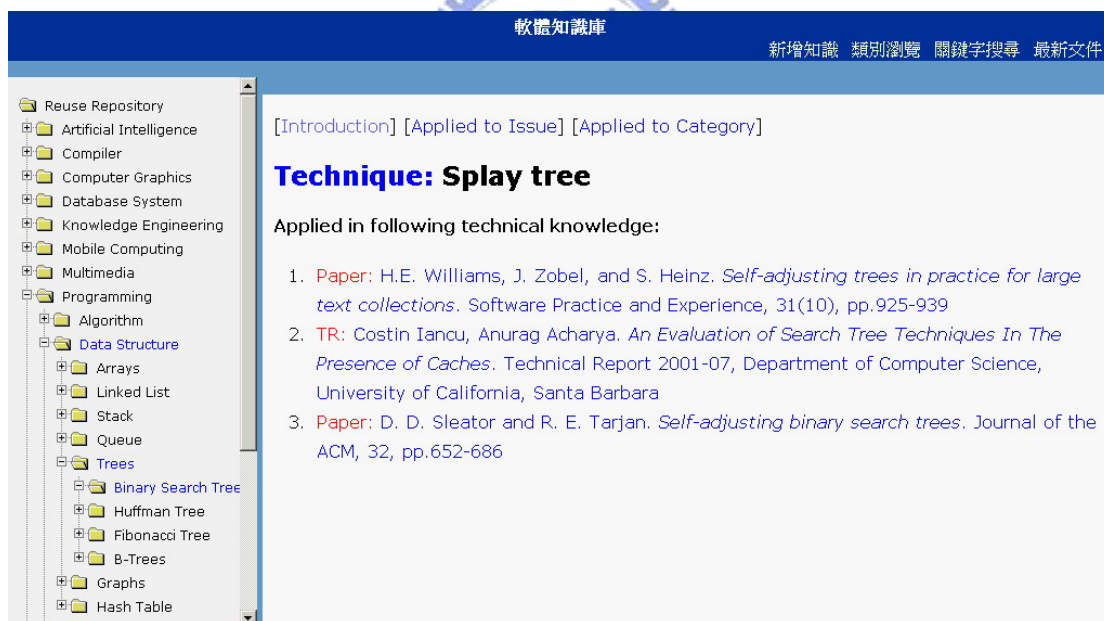 軟體知識庫
新增知識 類別瀏覽 關鍵字搜尋 最新文件
Reuse Repository
Artificial Intelligence
Compiler
Computer Graphics
Database System
Knowledge Engineering
Mobile Computing
Multimedia
Programming
Algorithm
Data Structure
Arrays
Linked List
Stack
Queue
Trees
Binary Search Tree
Huffman Tree
Fibonacci Tree
B-Trees
Graphs
Hash Table
[Introduction] [Applied to Issue] [Applied to Category]
Technique: Splay tree
Applied in following technical knowledge:
1. Paper: H.E. Williams, J. Zobel, and S. Heinz. Self-adjusting trees in practice for large
text collections. Software Practice and Experience, 31(10), pp.925-939
2. TR: Costin Iancu, Anurag Acharya. An Evaluation of Search Tree Techniques In The
Presence of Caches. Technical Report 2001-07, Department of Computer Science,
University of California, Santa Barbara
3. Paper: D. D. Sleator and R. E. Tarjan. Self-adjusting binary search trees. Journal of the
ACM, 32, pp.652-686